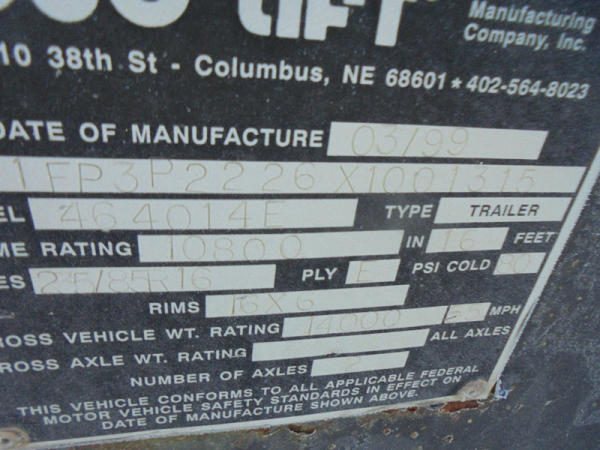 LIFT
Manufacturing
Company, Inc.
10 38th St - Columbus, NE 68601 * 402-564-8023
DATE OF MANUFACTURE 03/99
1FP3P2226X1001315
EL 464014E TYPE TRAILER
ME RATING 10800 IN 16 FEET
ES 235/85R16 PLY E PSI COLD 80
RIMS 16X6
ROSS VEHICLE WT. RATING 14000 MPH
ROSS AXLE WT. RATING ALL AXLES
NUMBER OF AXLES 2
THIS VEHICLE CONFORMS TO ALL APPLICABLE FEDERAL
MOTOR VEHICLE SAFETY STANDARDS IN EFFECT ON
DATE OF MANUFACTURE SHOWN ABOVE.